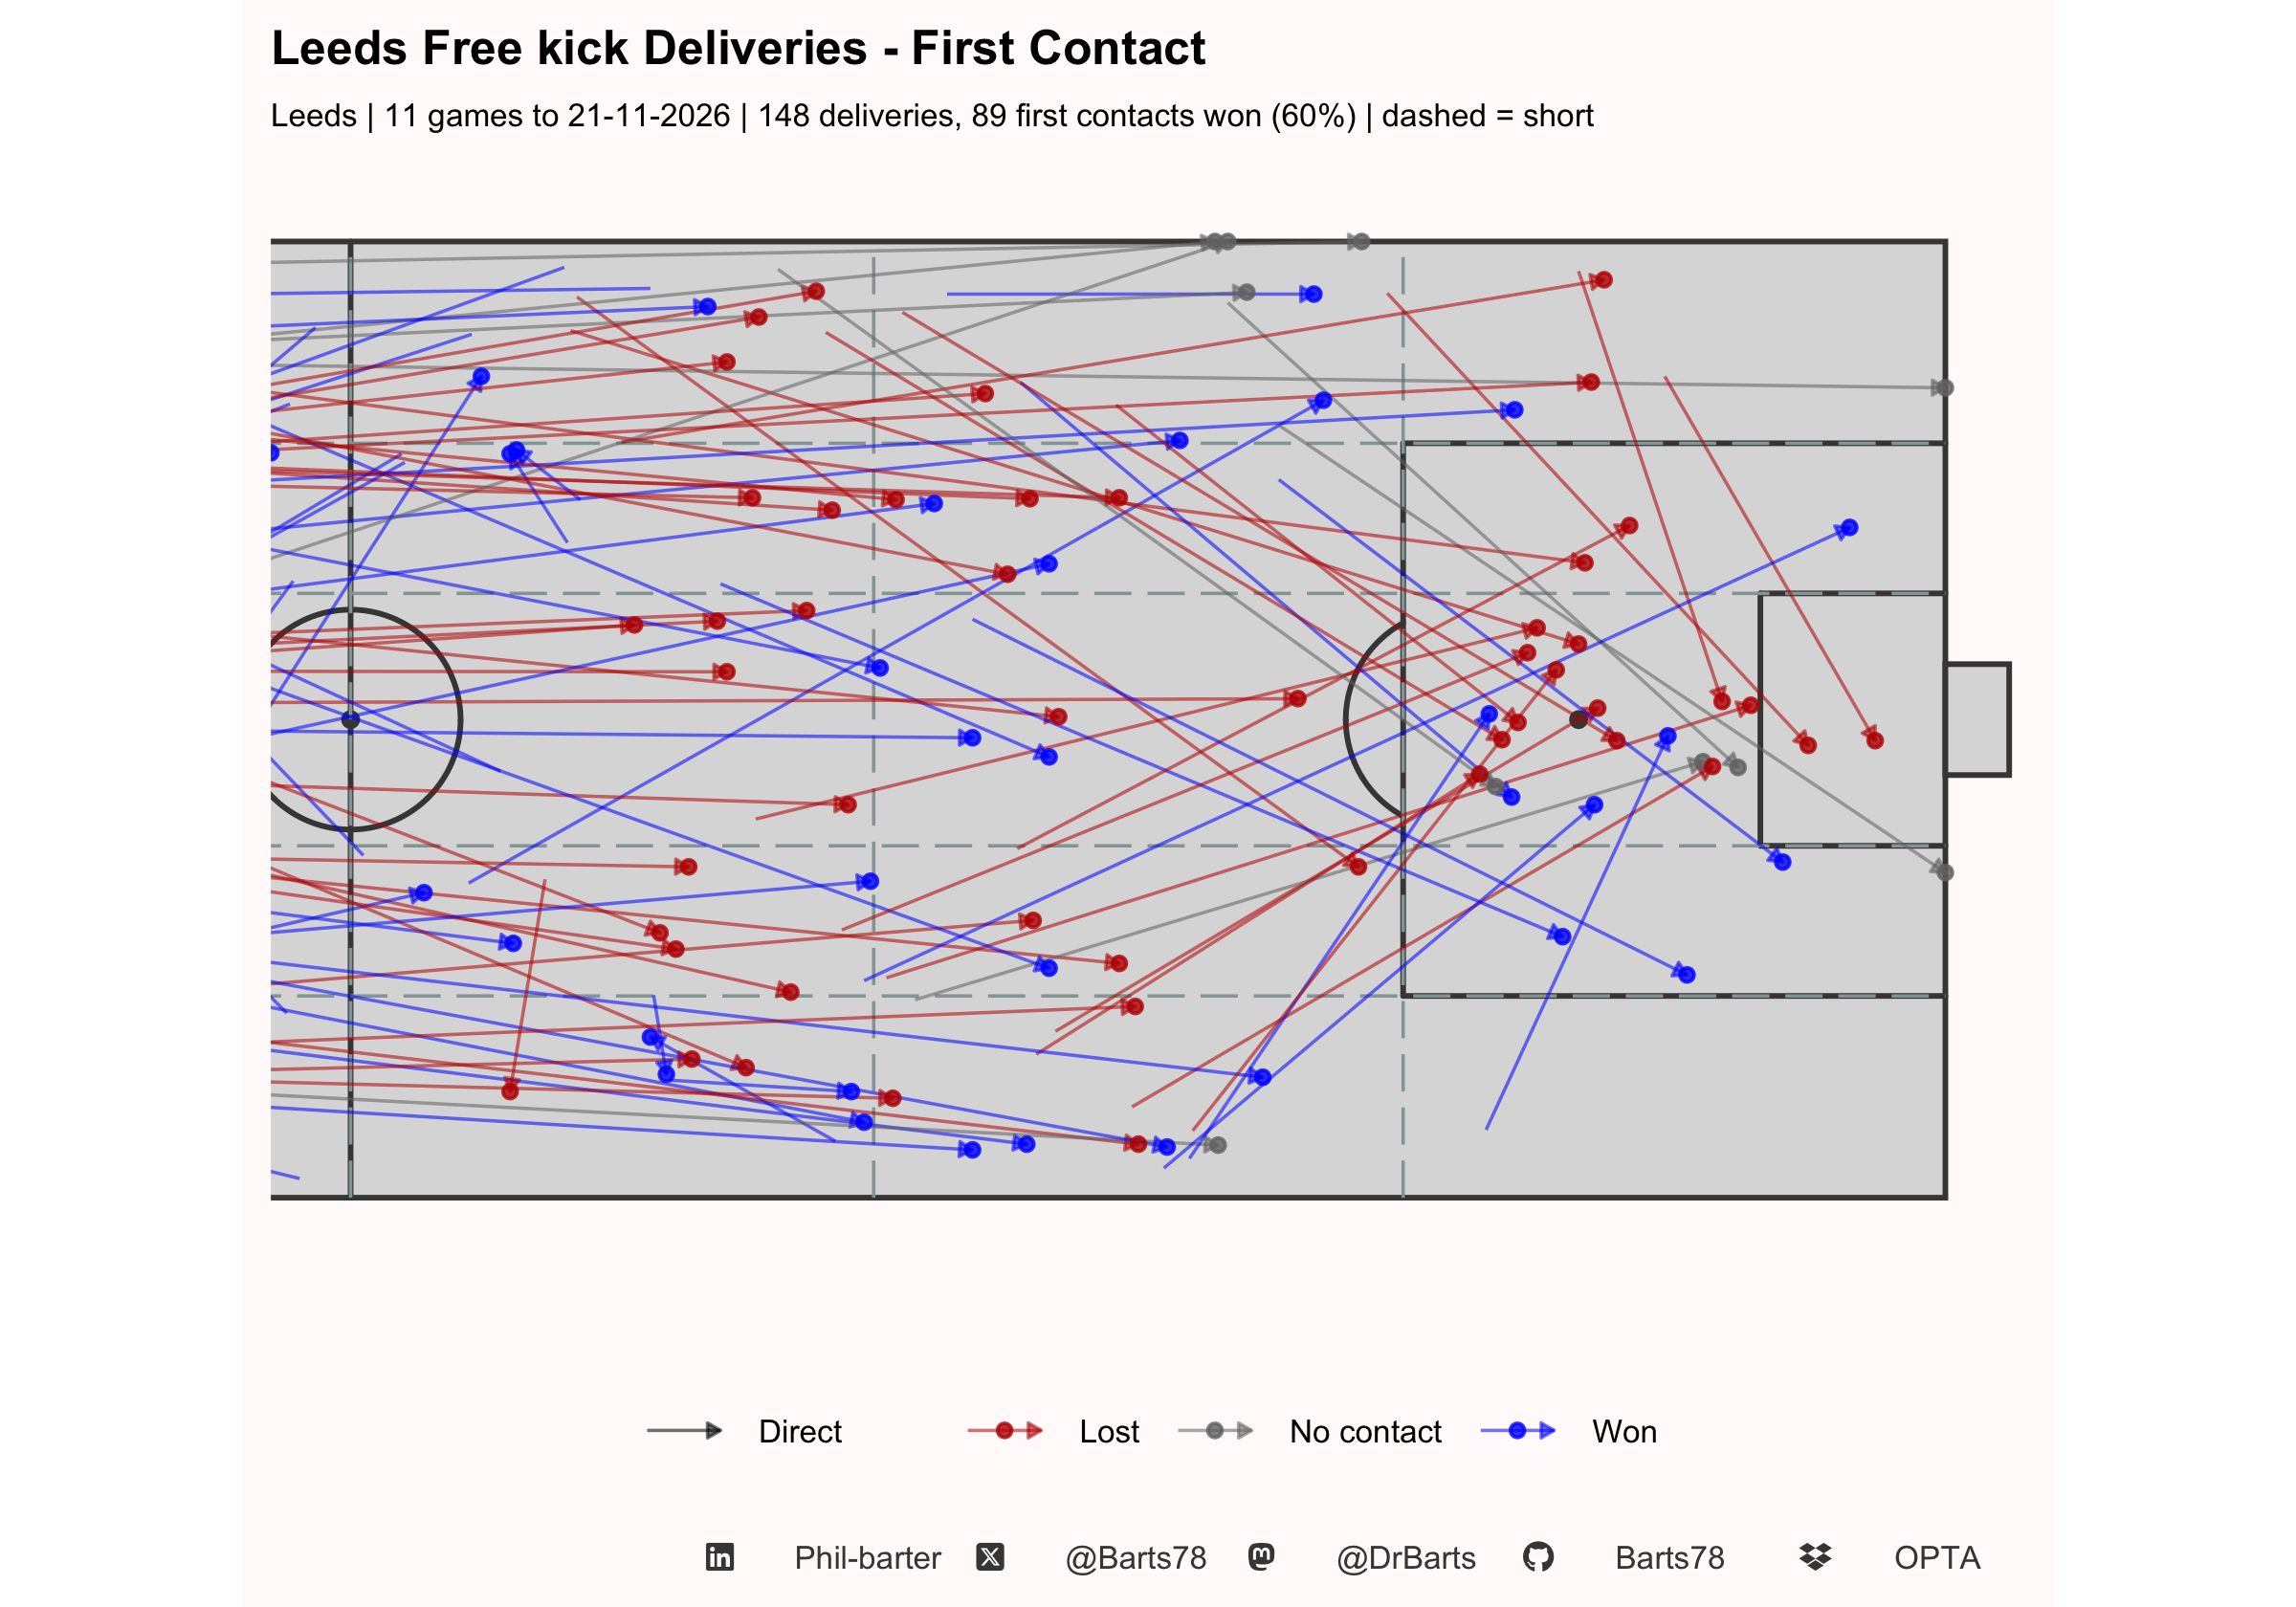 Leeds Free kick Deliveries - First Contact
Leeds | 11 games to 21-11-2026 | 148 deliveries, 89 first contacts won (60%) | dashed = short
Direct Lost No contact Won
Phil-barter @Barts78 @DrBarts Barts78 OPTA